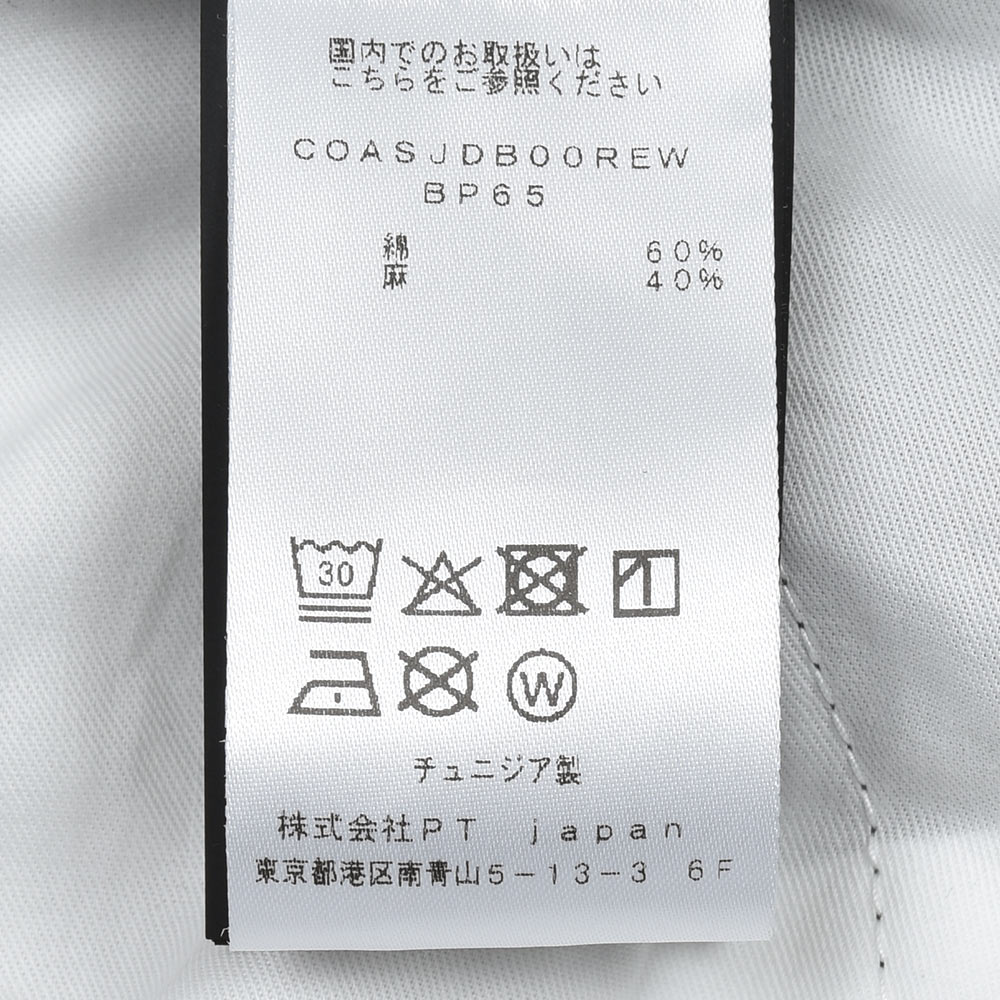 国内でのお取扱いは
こちらをご参照ください
COASJDB00REW
BP65
綿 60%
麻 40%
30
W
チュニジア製
株式会社PT japan
東京都港区南青山5-13-3 6F